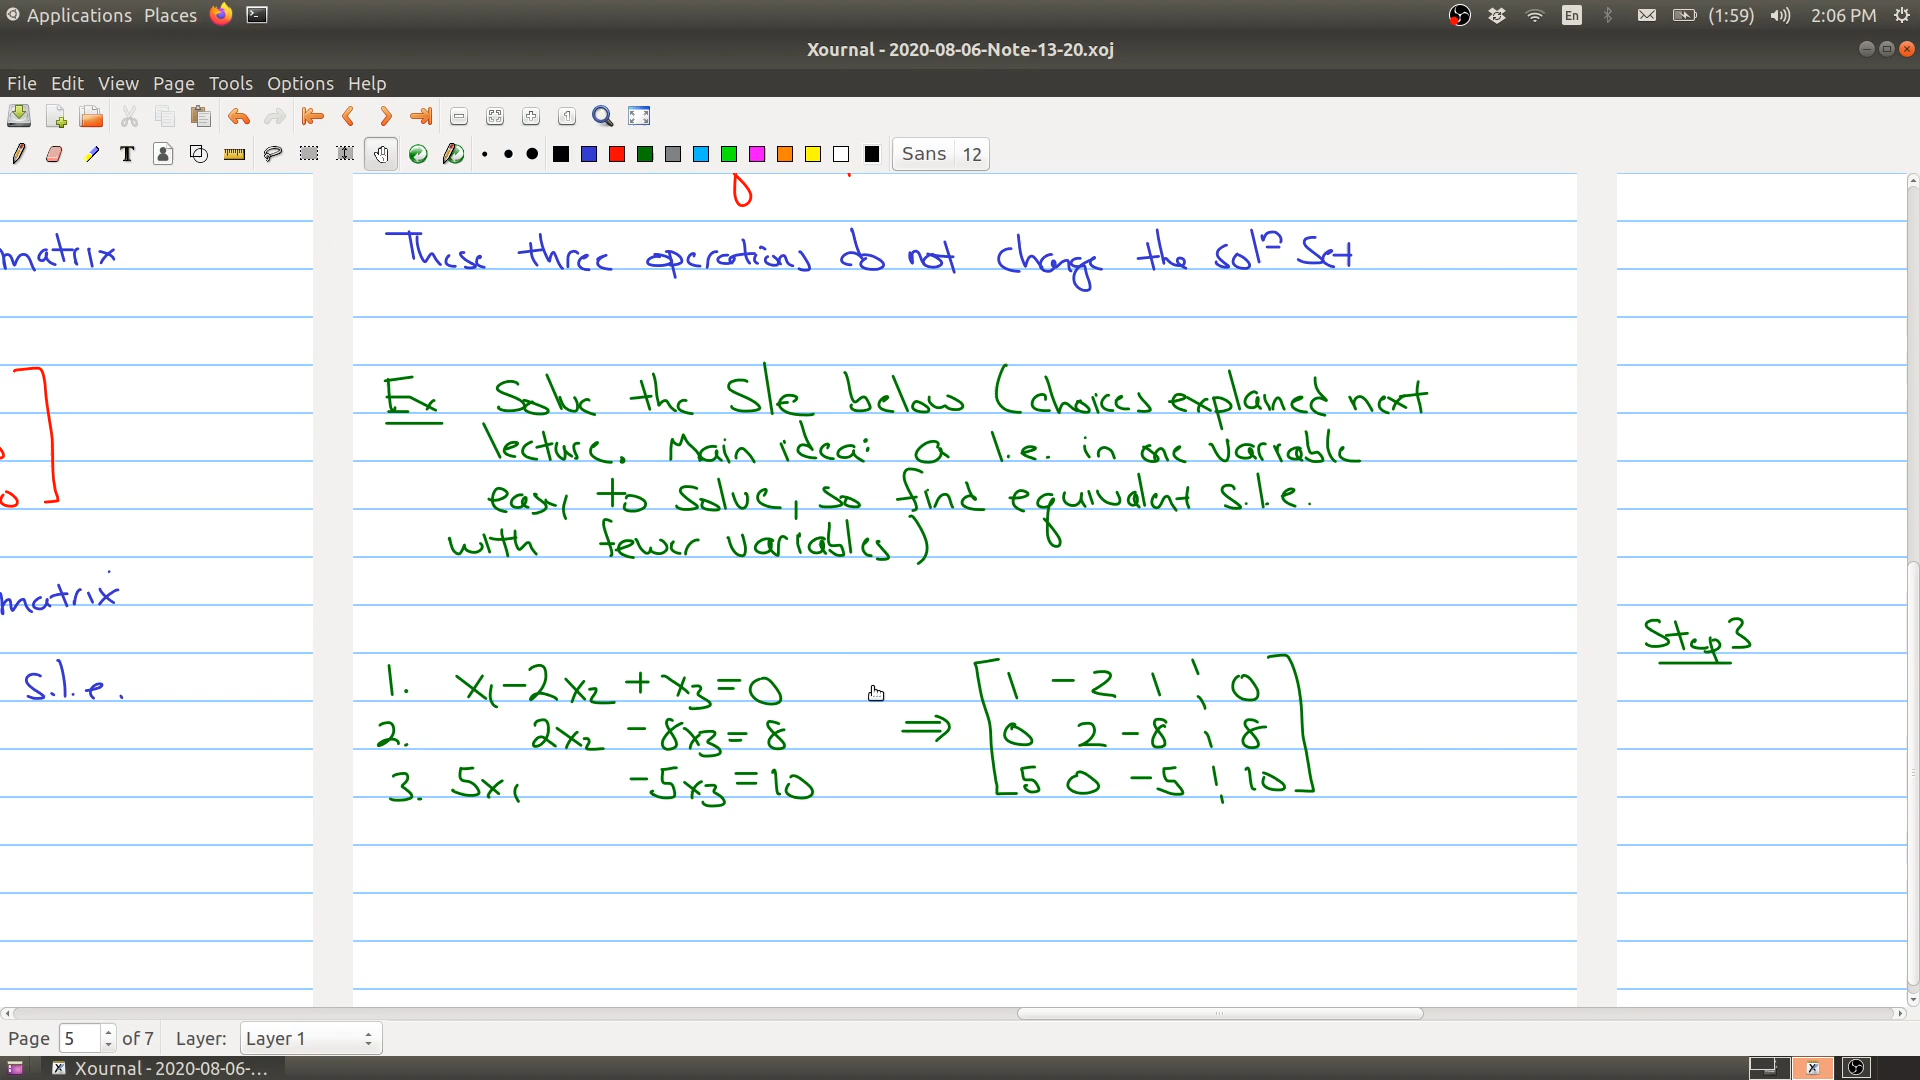 Applications Places (1:59) 2:06 PM
En
Xournal - 2020-08-06-Note-13-20.xoj
File Edit View Page Tools Options Help
Sans 12
matrix
These three operations do not change the solⁿ Set
Ex Solve the Sle below (choices explained next
lecture. Main idea: a l.e. in one variable
easy to solve, so find equivalent s.l.e.
with fewer variables)
matrix
Step 3
s.l.e.
1. x₁-2x₂ + x₃=0 ⇒ [1 -2 1 ¦ 0
2. 2x₂ - 8x₃= 8 0 2 -8 ¦ 8
3. 5x₁ -5x₃ = 10 5 0 -5 ¦ 10]
Page 5 of 7 Layer: Layer 1
Xournal - 2020-08-06-...